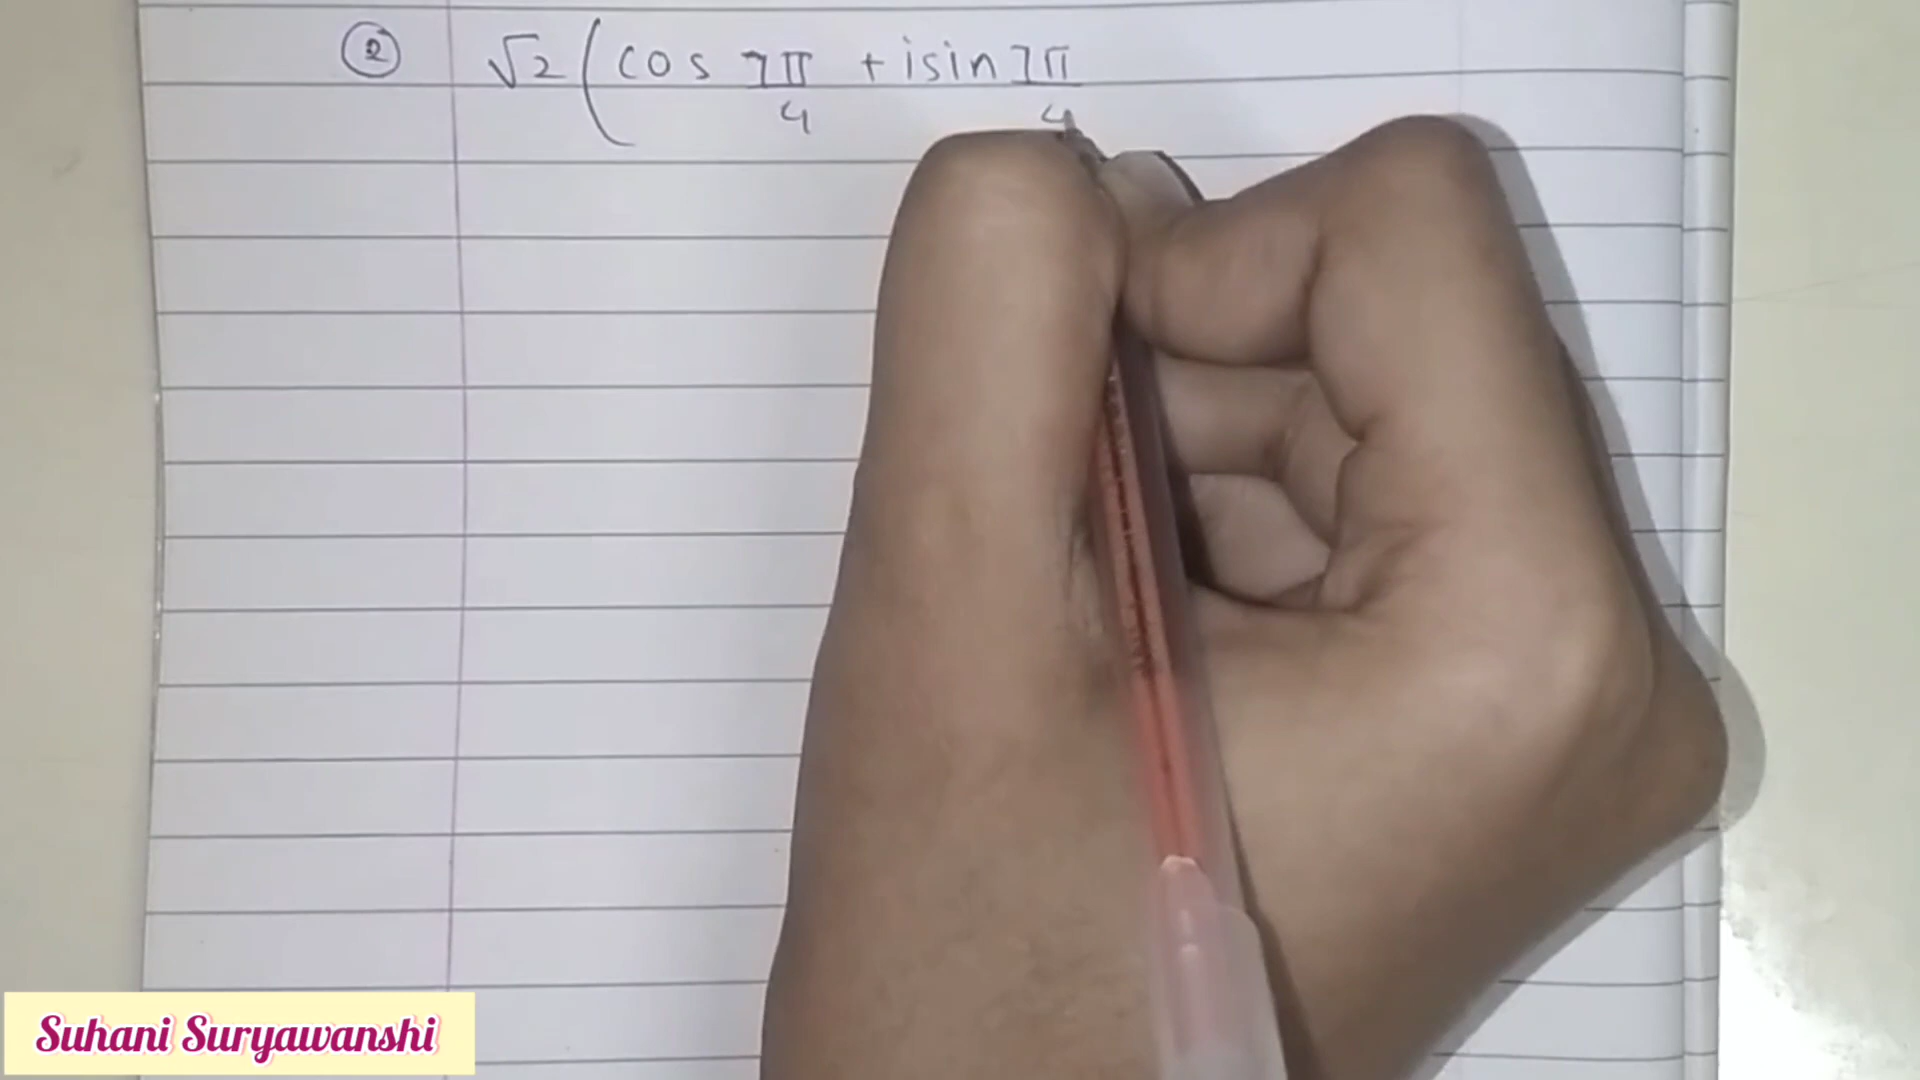 ② √2 ( cos 7π/4 + i sin 7π/4
Suhani Suryawanshi